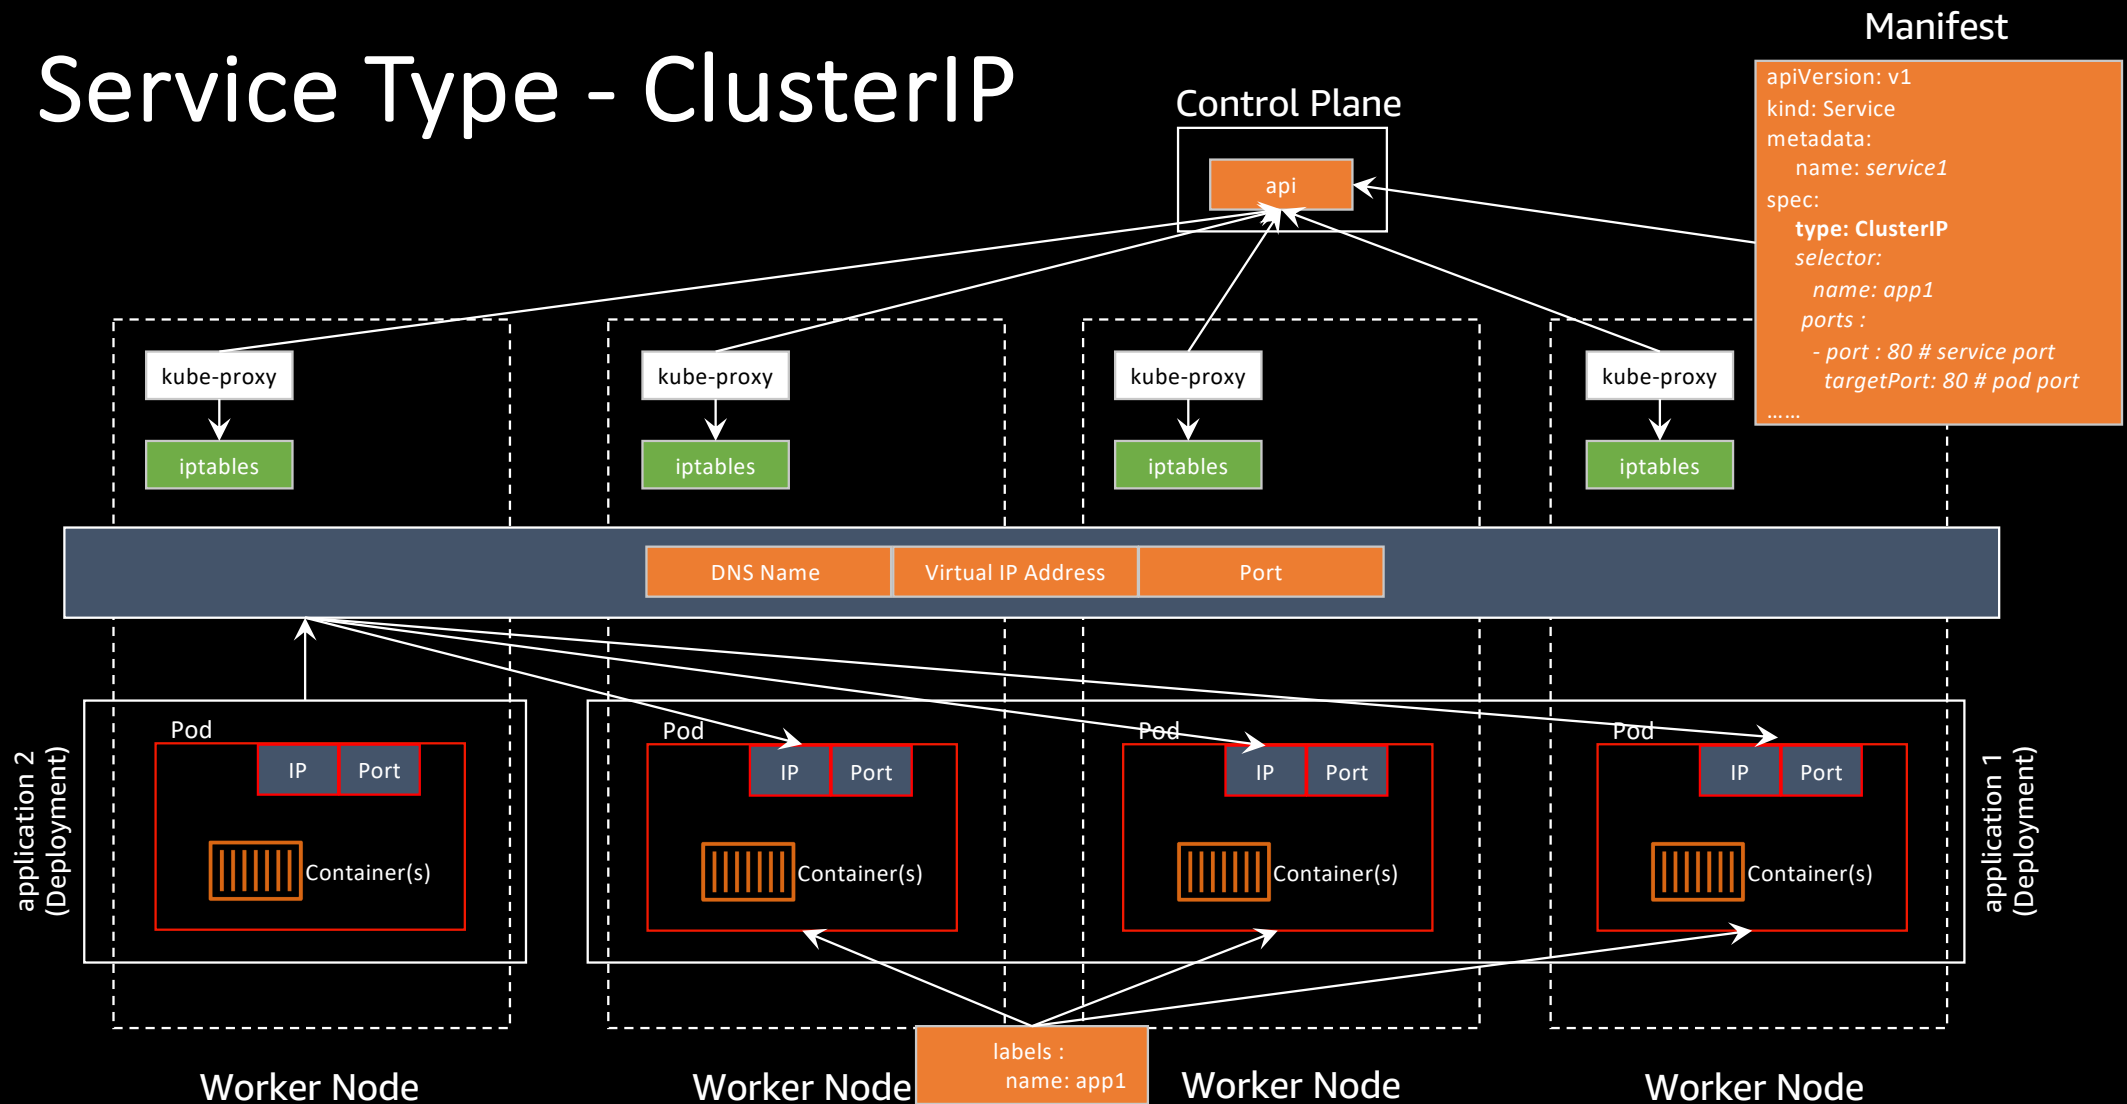 Service Type - ClusterIP
Manifest
apiVersion: v1
kind: Service
metadata:
name: service1
spec:
type: ClusterIP
selector:
name: app1
ports :
- port : 80 # service port
targetPort: 80 # pod port
......
Control Plane
api
kube-proxy
kube-proxy
kube-proxy
kube-proxy
iptables
iptables
iptables
iptables
DNS Name
Virtual IP Address
Port
application 2
(Deployment)
Pod
IP
Port
Container(s)
Pod
IP
Port
Container(s)
Pod
IP
Port
Container(s)
Pod
IP
Port
Container(s)
application 1
(Deployment)
labels :
name: app1
Worker Node
Worker Node
Worker Node
Worker Node